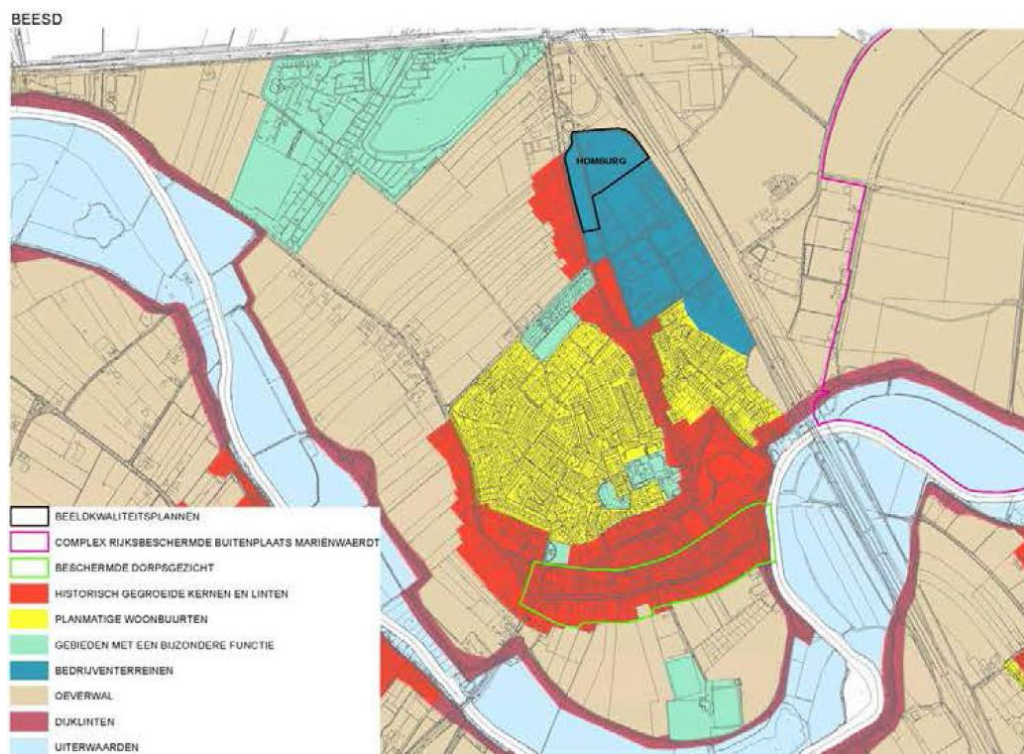 BEESD
HOMBURG
BEELDKWALITEITSPLANNEN
COMPLEX RIJKSBESCHERMDE BUITENPLAATS MARIËNWAERDT
BESCHERMDE DORPSGEZICHT
HISTORISCH GEGROEIDE KERNEN EN LINTEN
PLANMATIGE WOONBUURTEN
GEBIEDEN MET EEN BIJZONDERE FUNCTIE
BEDRIJVENTERREINEN
OEVERWAL
DIJKLINTEN
UITERWAARDEN